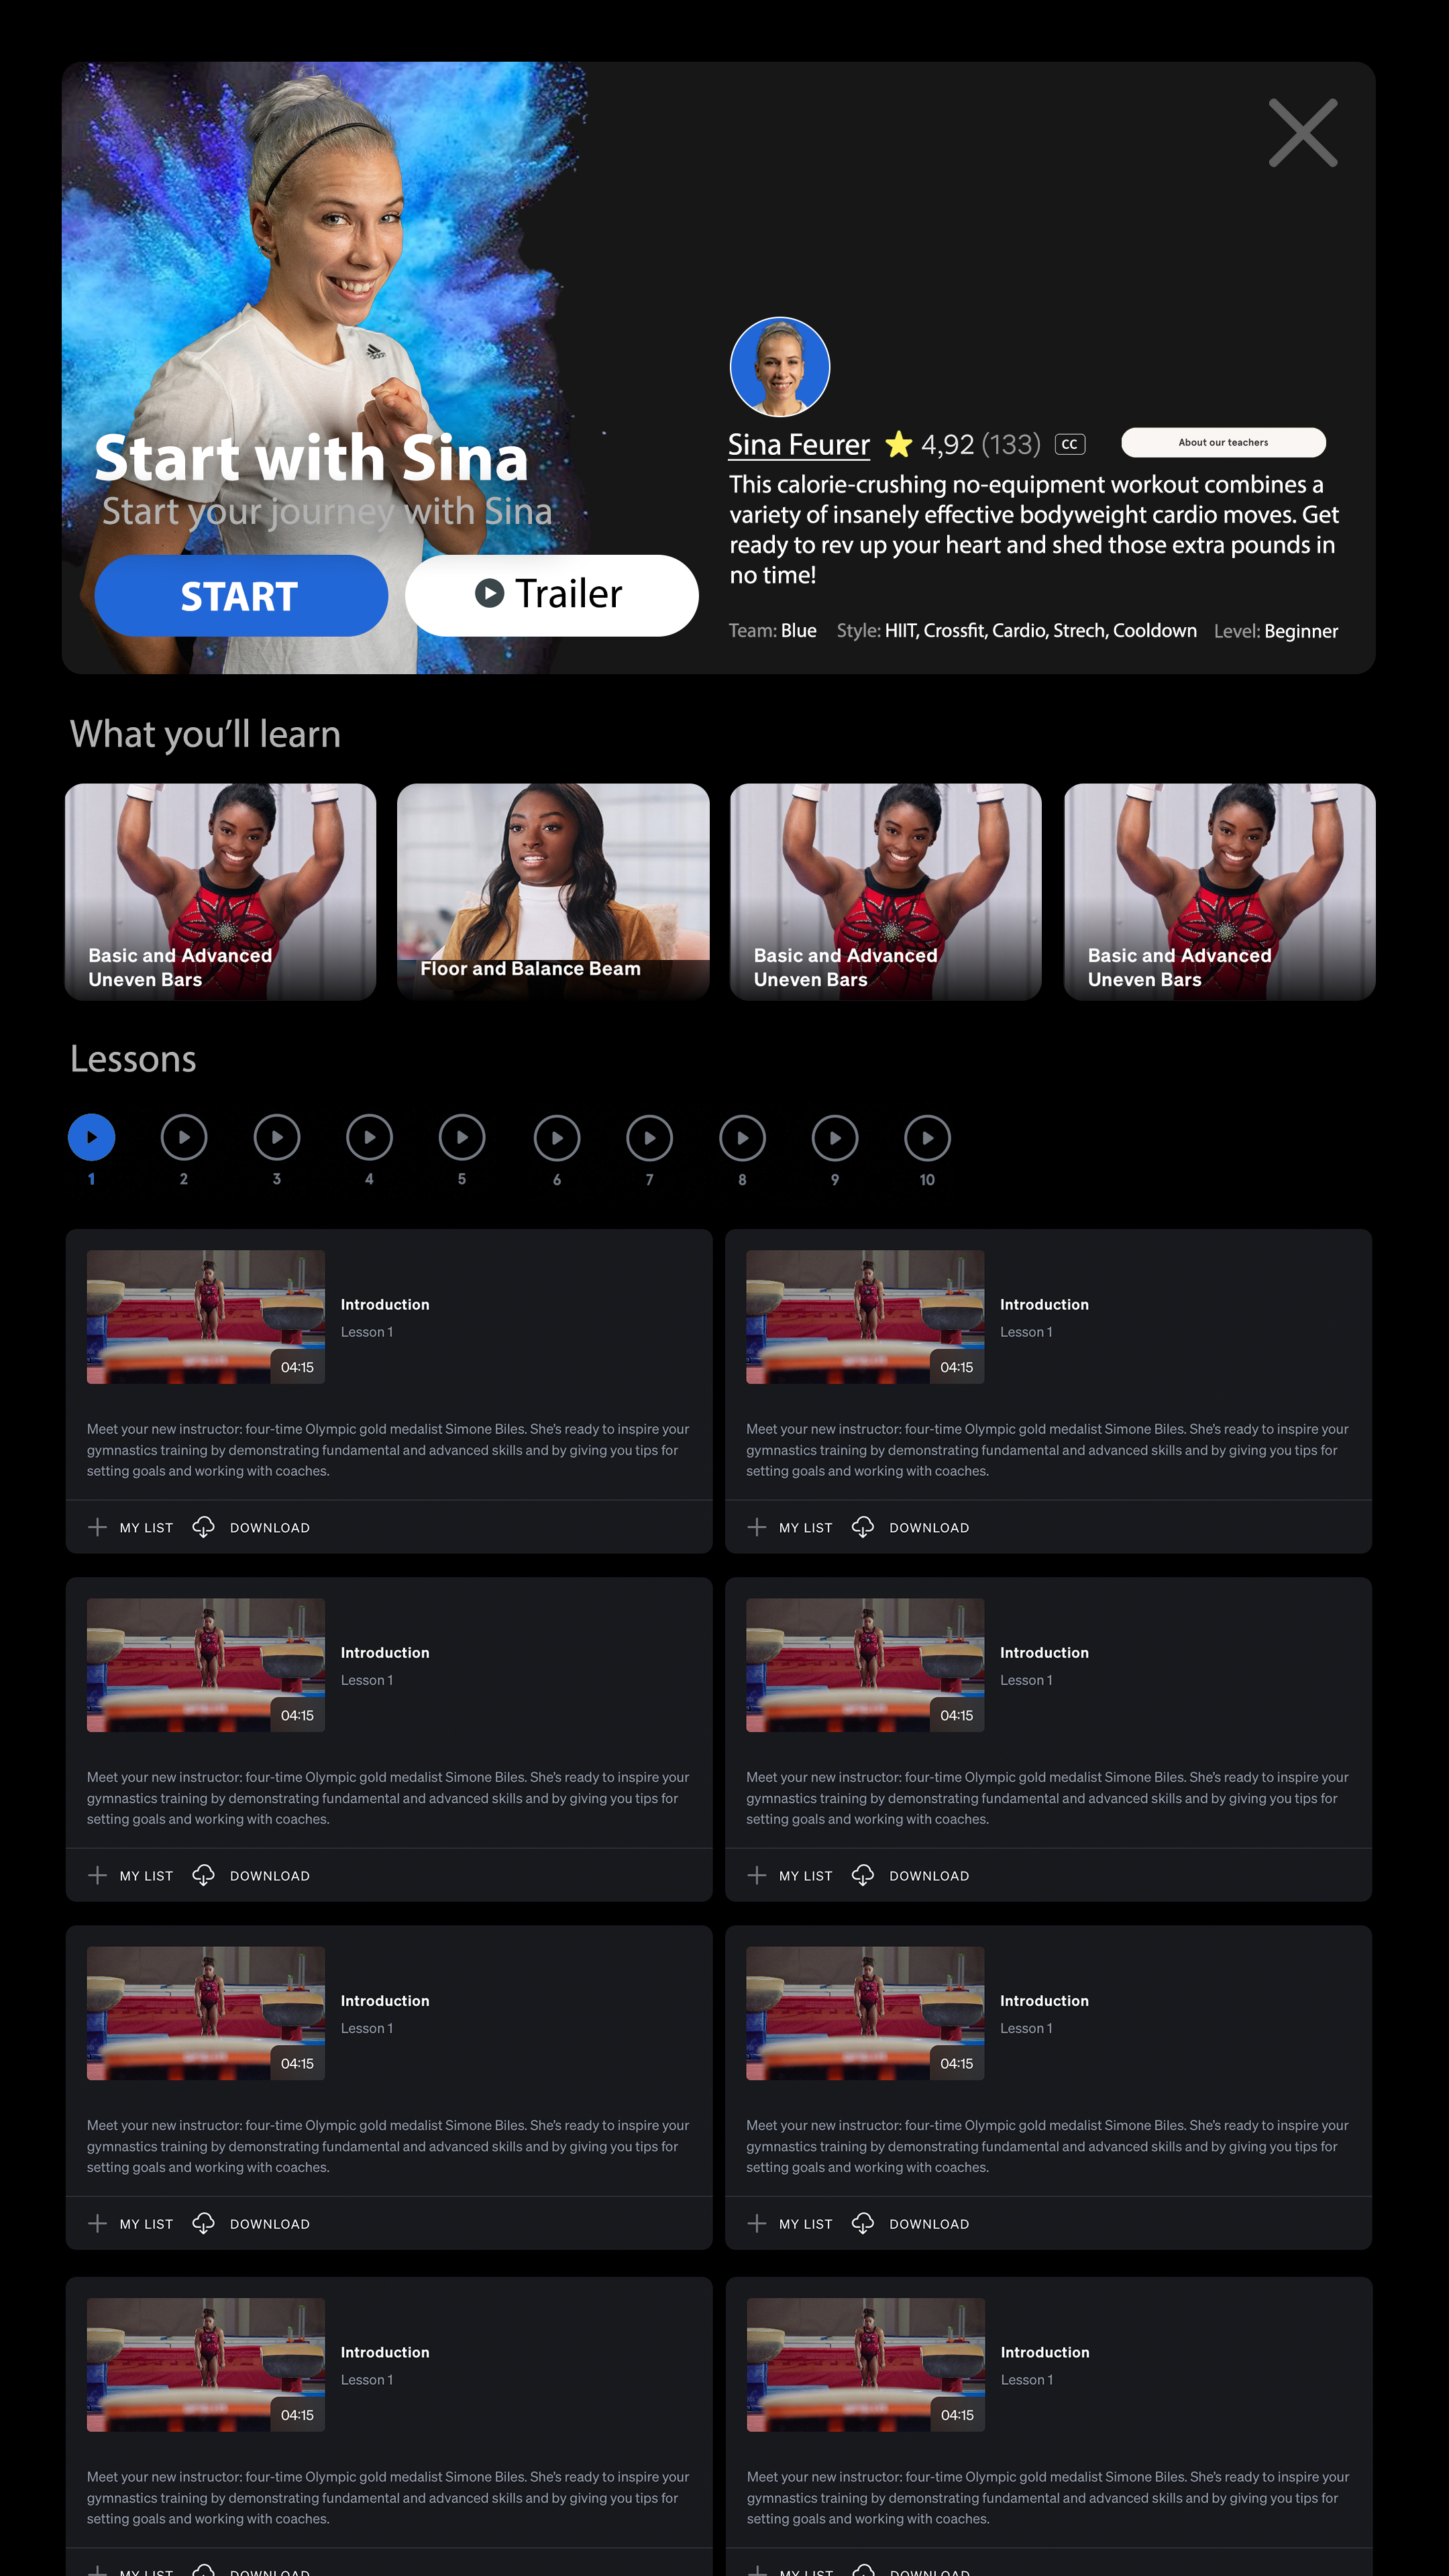 Start with Sina
Start your journey with Sina
START
Trailer
Sina Feurer 4,92 (133) CC
About our teachers
This calorie-crushing no-equipment workout combines a
variety of insanely effective bodyweight cardio moves. Get
ready to rev up your heart and shed those extra pounds in
no time!
Team: Blue Style: HIIT, Crossfit, Cardio, Strech, Cooldown Level: Beginner
What you’ll learn
Basic and Advanced
Uneven Bars
Floor and Balance Beam
Basic and Advanced
Uneven Bars
Basic and Advanced
Uneven Bars
Lessons
1 2 3 4 5 6 7 8 9 10
Introduction
Lesson 1
04:15
Meet your new instructor: four-time Olympic gold medalist Simone Biles. She’s ready to inspire your
gymnastics training by demonstrating fundamental and advanced skills and by giving you tips for
setting goals and working with coaches.
MY LIST DOWNLOAD
Introduction
Lesson 1
04:15
Meet your new instructor: four-time Olympic gold medalist Simone Biles. She’s ready to inspire your
gymnastics training by demonstrating fundamental and advanced skills and by giving you tips for
setting goals and working with coaches.
MY LIST DOWNLOAD
Introduction
Lesson 1
04:15
Meet your new instructor: four-time Olympic gold medalist Simone Biles. She’s ready to inspire your
gymnastics training by demonstrating fundamental and advanced skills and by giving you tips for
setting goals and working with coaches.
MY LIST DOWNLOAD
Introduction
Lesson 1
04:15
Meet your new instructor: four-time Olympic gold medalist Simone Biles. She’s ready to inspire your
gymnastics training by demonstrating fundamental and advanced skills and by giving you tips for
setting goals and working with coaches.
MY LIST DOWNLOAD
Introduction
Lesson 1
04:15
Meet your new instructor: four-time Olympic gold medalist Simone Biles. She’s ready to inspire your
gymnastics training by demonstrating fundamental and advanced skills and by giving you tips for
setting goals and working with coaches.
MY LIST DOWNLOAD
Introduction
Lesson 1
04:15
Meet your new instructor: four-time Olympic gold medalist Simone Biles. She’s ready to inspire your
gymnastics training by demonstrating fundamental and advanced skills and by giving you tips for
setting goals and working with coaches.
MY LIST DOWNLOAD
Introduction
Lesson 1
04:15
Meet your new instructor: four-time Olympic gold medalist Simone Biles. She’s ready to inspire your
gymnastics training by demonstrating fundamental and advanced skills and by giving you tips for
setting goals and working with coaches.
MY LIST DOWNLOAD
Introduction
Lesson 1
04:15
Meet your new instructor: four-time Olympic gold medalist Simone Biles. She’s ready to inspire your
gymnastics training by demonstrating fundamental and advanced skills and by giving you tips for
setting goals and working with coaches.
MY LIST DOWNLOAD